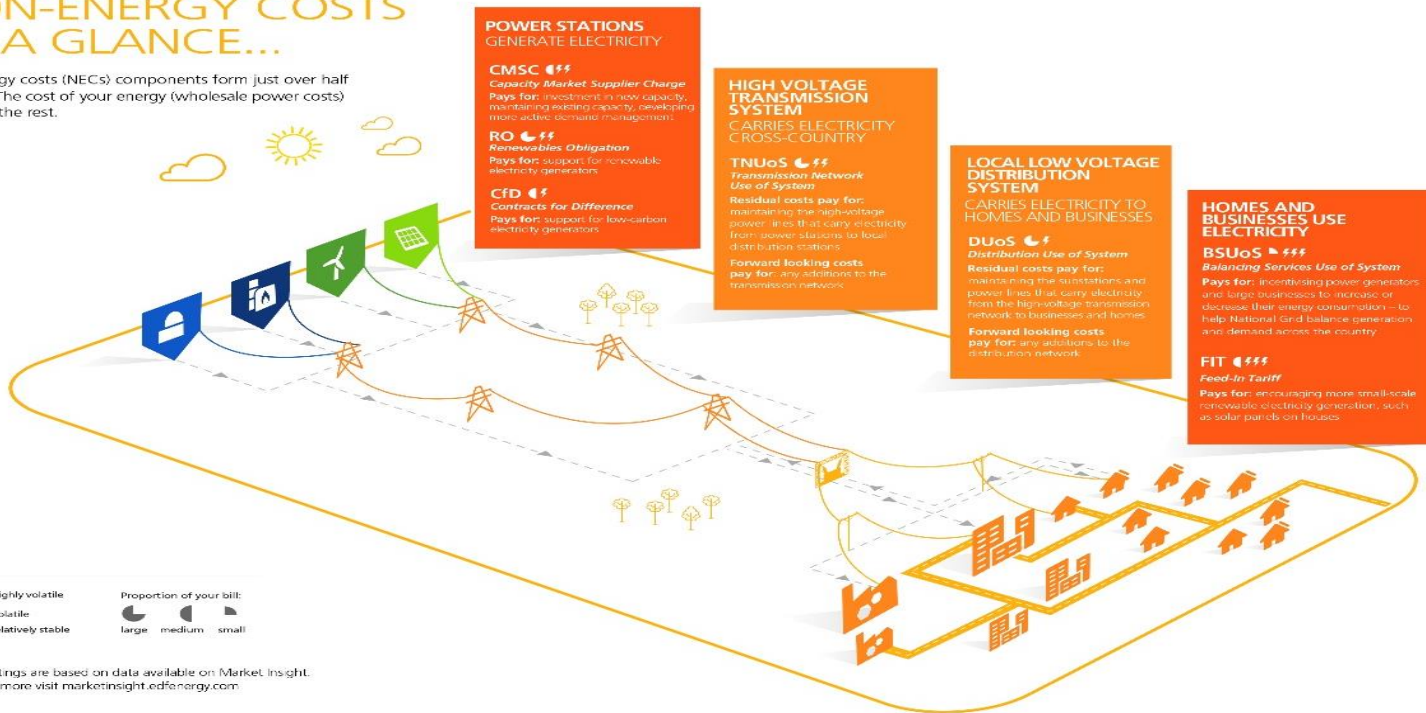 N-ENERGY COSTS
A GLANCE...
gy costs (NECs) components form just over half
The cost of your energy (wholesale power costs)
the rest.
POWER STATIONS
GENERATE ELECTRICITY
CMSC
Capacity Market Supplier Charge
Pays for: investment in new capacity,
maintaining existing capacity, developing
more active demand management
RO
Renewables Obligation
Pays for: support for renewable
electricity generators
CfD
Contracts for Difference
Pays for: support for low-carbon
electricity generators
HIGH VOLTAGE
TRANSMISSION
SYSTEM
CARRIES ELECTRICITY
CROSS-COUNTRY
TNUoS
Transmission Network
Use of System
Residual costs pay for:
maintaining the high-voltage
power lines that carry electricity
from power stations to local
distribution stations
Forward looking costs
pay for: any additions to the
transmission network
LOCAL LOW VOLTAGE
DISTRIBUTION
SYSTEM
CARRIES ELECTRICITY TO
HOMES AND BUSINESSES
DUoS
Distribution Use of System
Residual costs pay for:
maintaining the substations and
power lines that carry electricity
from the high-voltage transmission
network to businesses and homes
Forward looking costs
pay for: any additions to the
distribution network
HOMES AND
BUSINESSES USE
ELECTRICITY
BSUoS
Balancing Services Use of System
Pays for: incentivising power generators
and large businesses to increase or
decrease their energy consumption – to
help National Grid balance generation
and demand across the country
FIT
Feed-In Tariff
Pays for: encouraging more small-scale
renewable electricity generation, such
as solar panels on houses
ighly volatile
olatile
elatively stable
Proportion of your bill:
large medium small
tings are based on data available on Market Insight.
more visit marketinsight.edfenergy.com